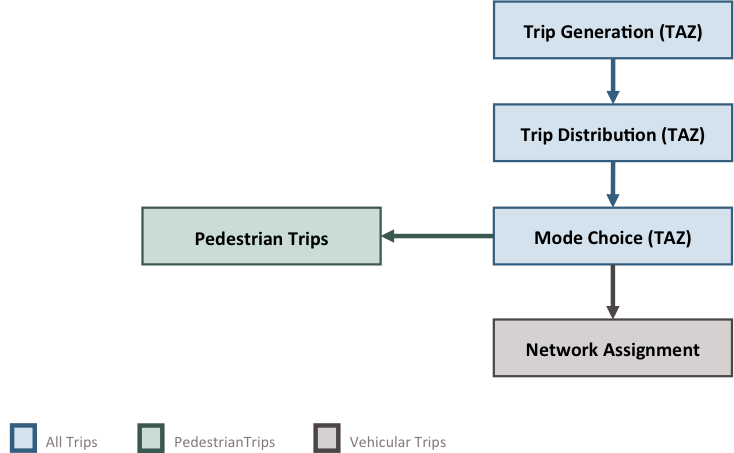 Trip Generation (TAZ)
Trip Distribution (TAZ)
Pedestrian Trips
Mode Choice (TAZ)
Network Assignment
All Trips
PedestrianTrips
Vehicular Trips